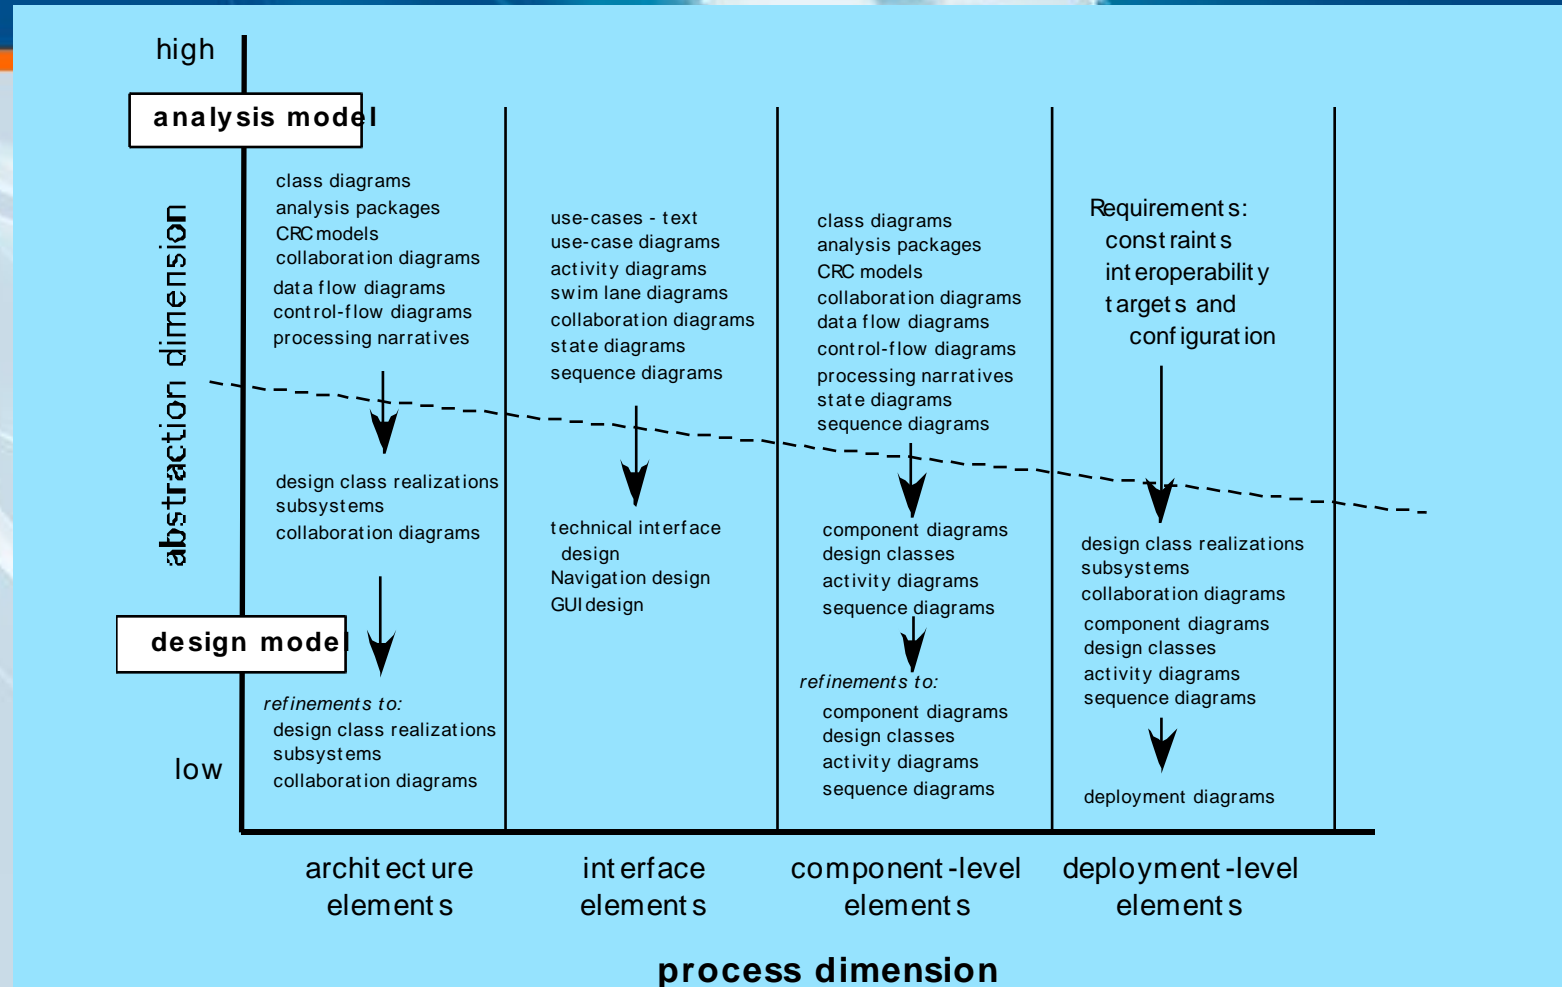 high
analysis model
abstraction dimension
design model
low
class diagrams
analysis packages
CRC models
collaboration diagrams
data flow diagrams
control-flow diagrams
processing narratives
design class realizations
subsystems
collaboration diagrams
refinements to:
design class realizations
subsystems
collaboration diagrams
use-cases - text
use-case diagrams
activity diagrams
swim lane diagrams
collaboration diagrams
state diagrams
sequence diagrams
technical interface
design
Navigation design
GUI design
class diagrams
analysis packages
CRC models
collaboration diagrams
data flow diagrams
control-flow diagrams
processing narratives
state diagrams
sequence diagrams
component diagrams
design classes
activity diagrams
sequence diagrams
refinements to:
component diagrams
design classes
activity diagrams
sequence diagrams
Requirements:
constraints
interoperability
targets and
configuration
design class realizations
subsystems
collaboration diagrams
component diagrams
design classes
activity diagrams
sequence diagrams
deployment diagrams
architecture
elements
interface
elements
component-level
elements
deployment-level
elements
process dimension